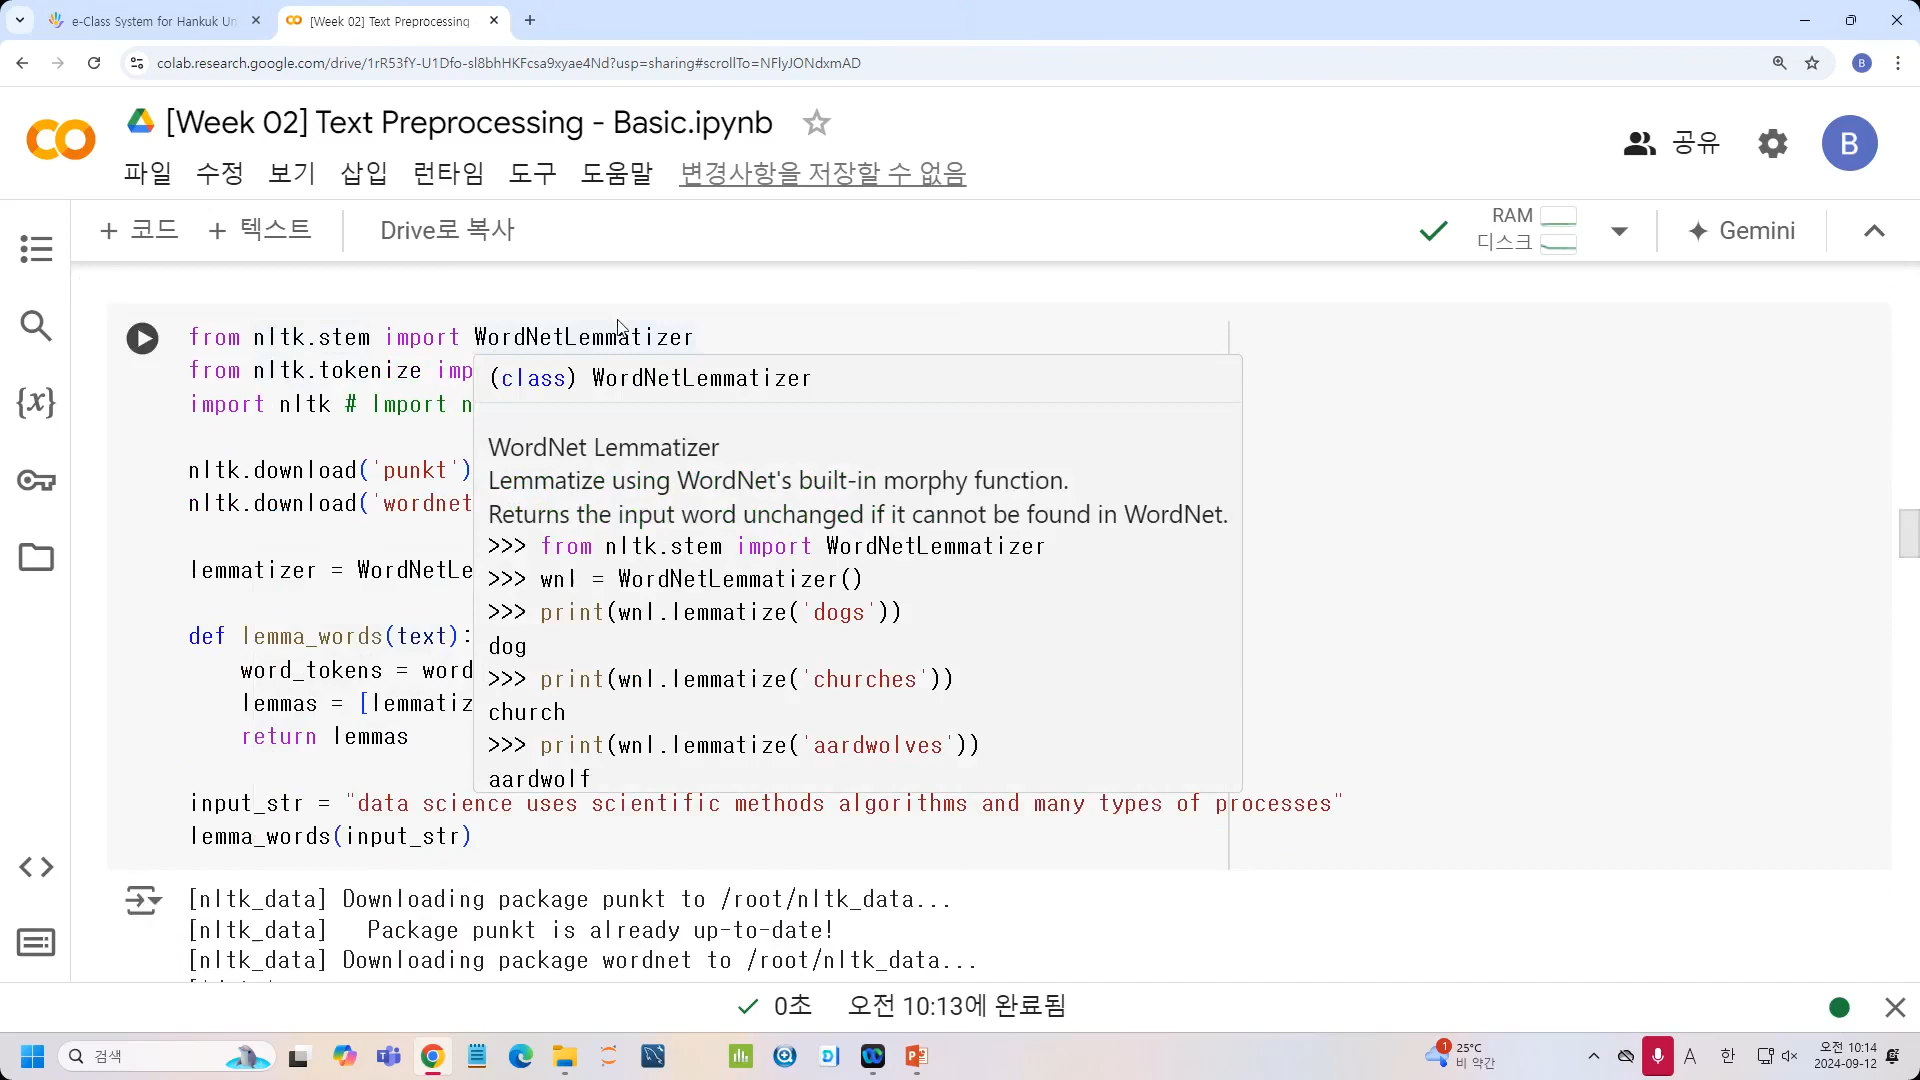 e-Class System for Hankuk Un
[Week 02] Text Preprocessing
colab.research.google.com/drive/1rR53fY-U1Dfo-sl8bhHKFcsa9xyae4Nd?usp=sharing#scrollTo=NFlyJONdxmAD
B
[Week 02] Text Preprocessing - Basic.ipynb
공유
B
파일 수정 보기 삽입 런타임 도구 도움말 변경사항을 저장할 수 없음
+ 코드 + 텍스트 Drive로 복사
RAM
디스크
Gemini
from nltk.stem import WordNetLemmatizer
from nltk.tokenize imp
import nltk # Import n
nltk.download('punkt')
nltk.download('wordnet
lemmatizer = WordNetLe
def lemma_words(text):
word_tokens = word
lemmas = [lemmatiz
return lemmas
(class) WordNetLemmatizer
WordNet Lemmatizer
Lemmatize using WordNet's built-in morphy function.
Returns the input word unchanged if it cannot be found in WordNet.
>>> from nltk.stem import WordNetLemmatizer
>>> wnl = WordNetLemmatizer()
>>> print(wnl.lemmatize('dogs'))
dog
>>> print(wnl.lemmatize('churches'))
church
>>> print(wnl.lemmatize('aardwolves'))
aardwolf
input_str = "data science uses scientific methods algorithms and many types of processes"
lemma_words(input_str)
[nltk_data] Downloading package punkt to /root/nltk_data...
[nltk_data] Package punkt is already up-to-date!
[nltk_data] Downloading package wordnet to /root/nltk_data...
0초 오전 10:13에 완료됨
검색
1
25°C
비 약간
A
한
오전 10:14
2024-09-12